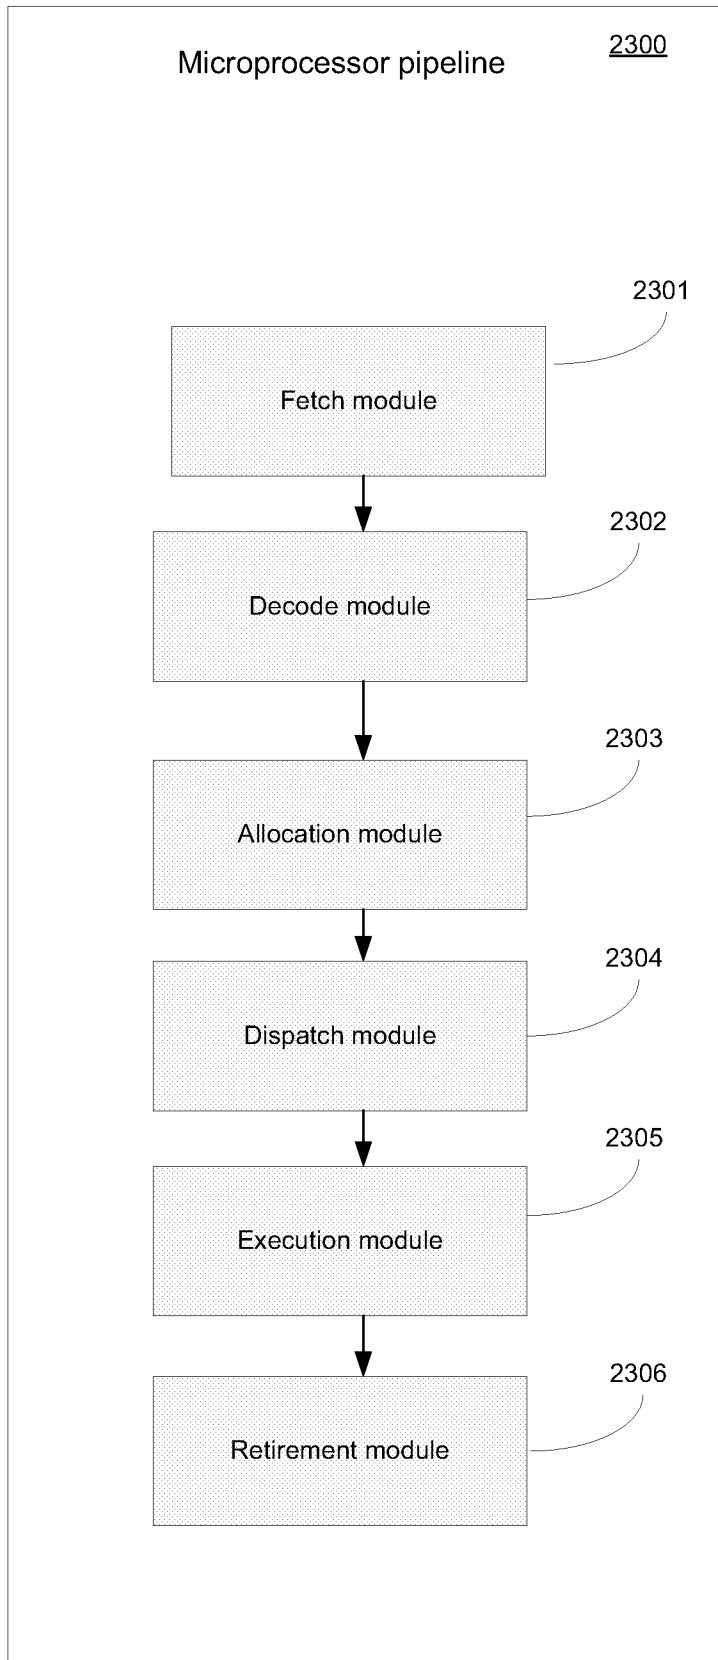 Microprocessor pipeline
2300
2301
Fetch module
2302
Decode module
2303
Allocation module
2304
Dispatch module
2305
Execution module
2306
Retirement module